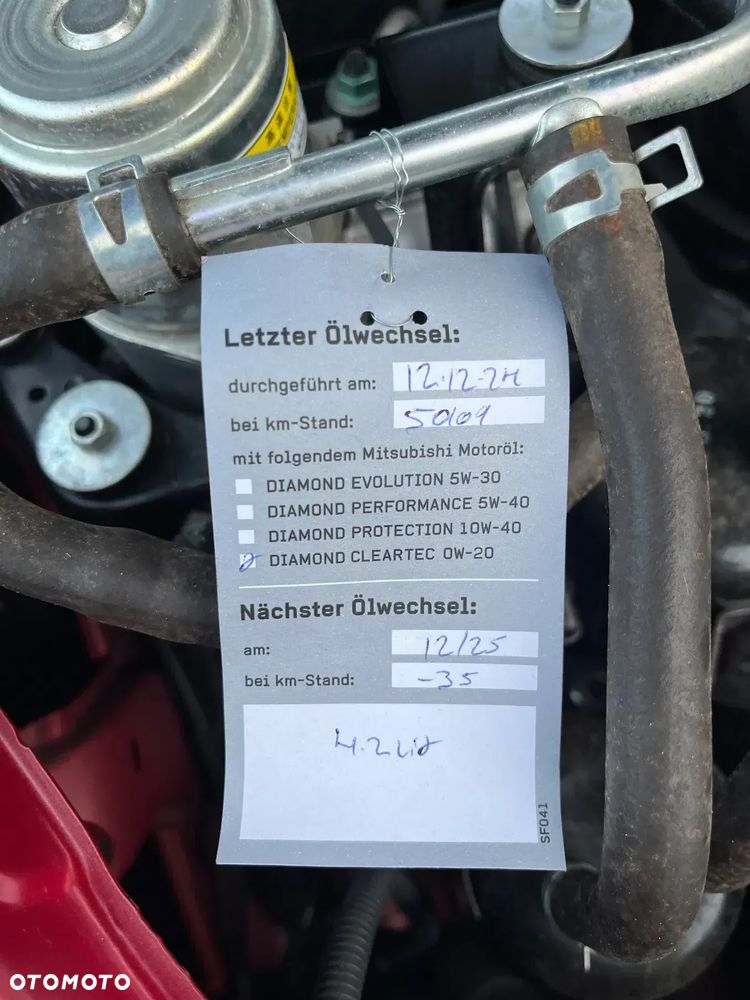 Letzter Ölwechsel:
durchgeführt am: 12.12.24
bei km-Stand: 50109
mit folgendem Mitsubishi Motoröl:
DIAMOND EVOLUTION 5W-30
DIAMOND PERFORMANCE 5W-40
DIAMOND PROTECTION 10W-40
DIAMOND CLEARTEC 0W-20
Nächster Ölwechsel:
am: 12/25
bei km-Stand: -35
4.2 Lit
SF041
OTOMOTO